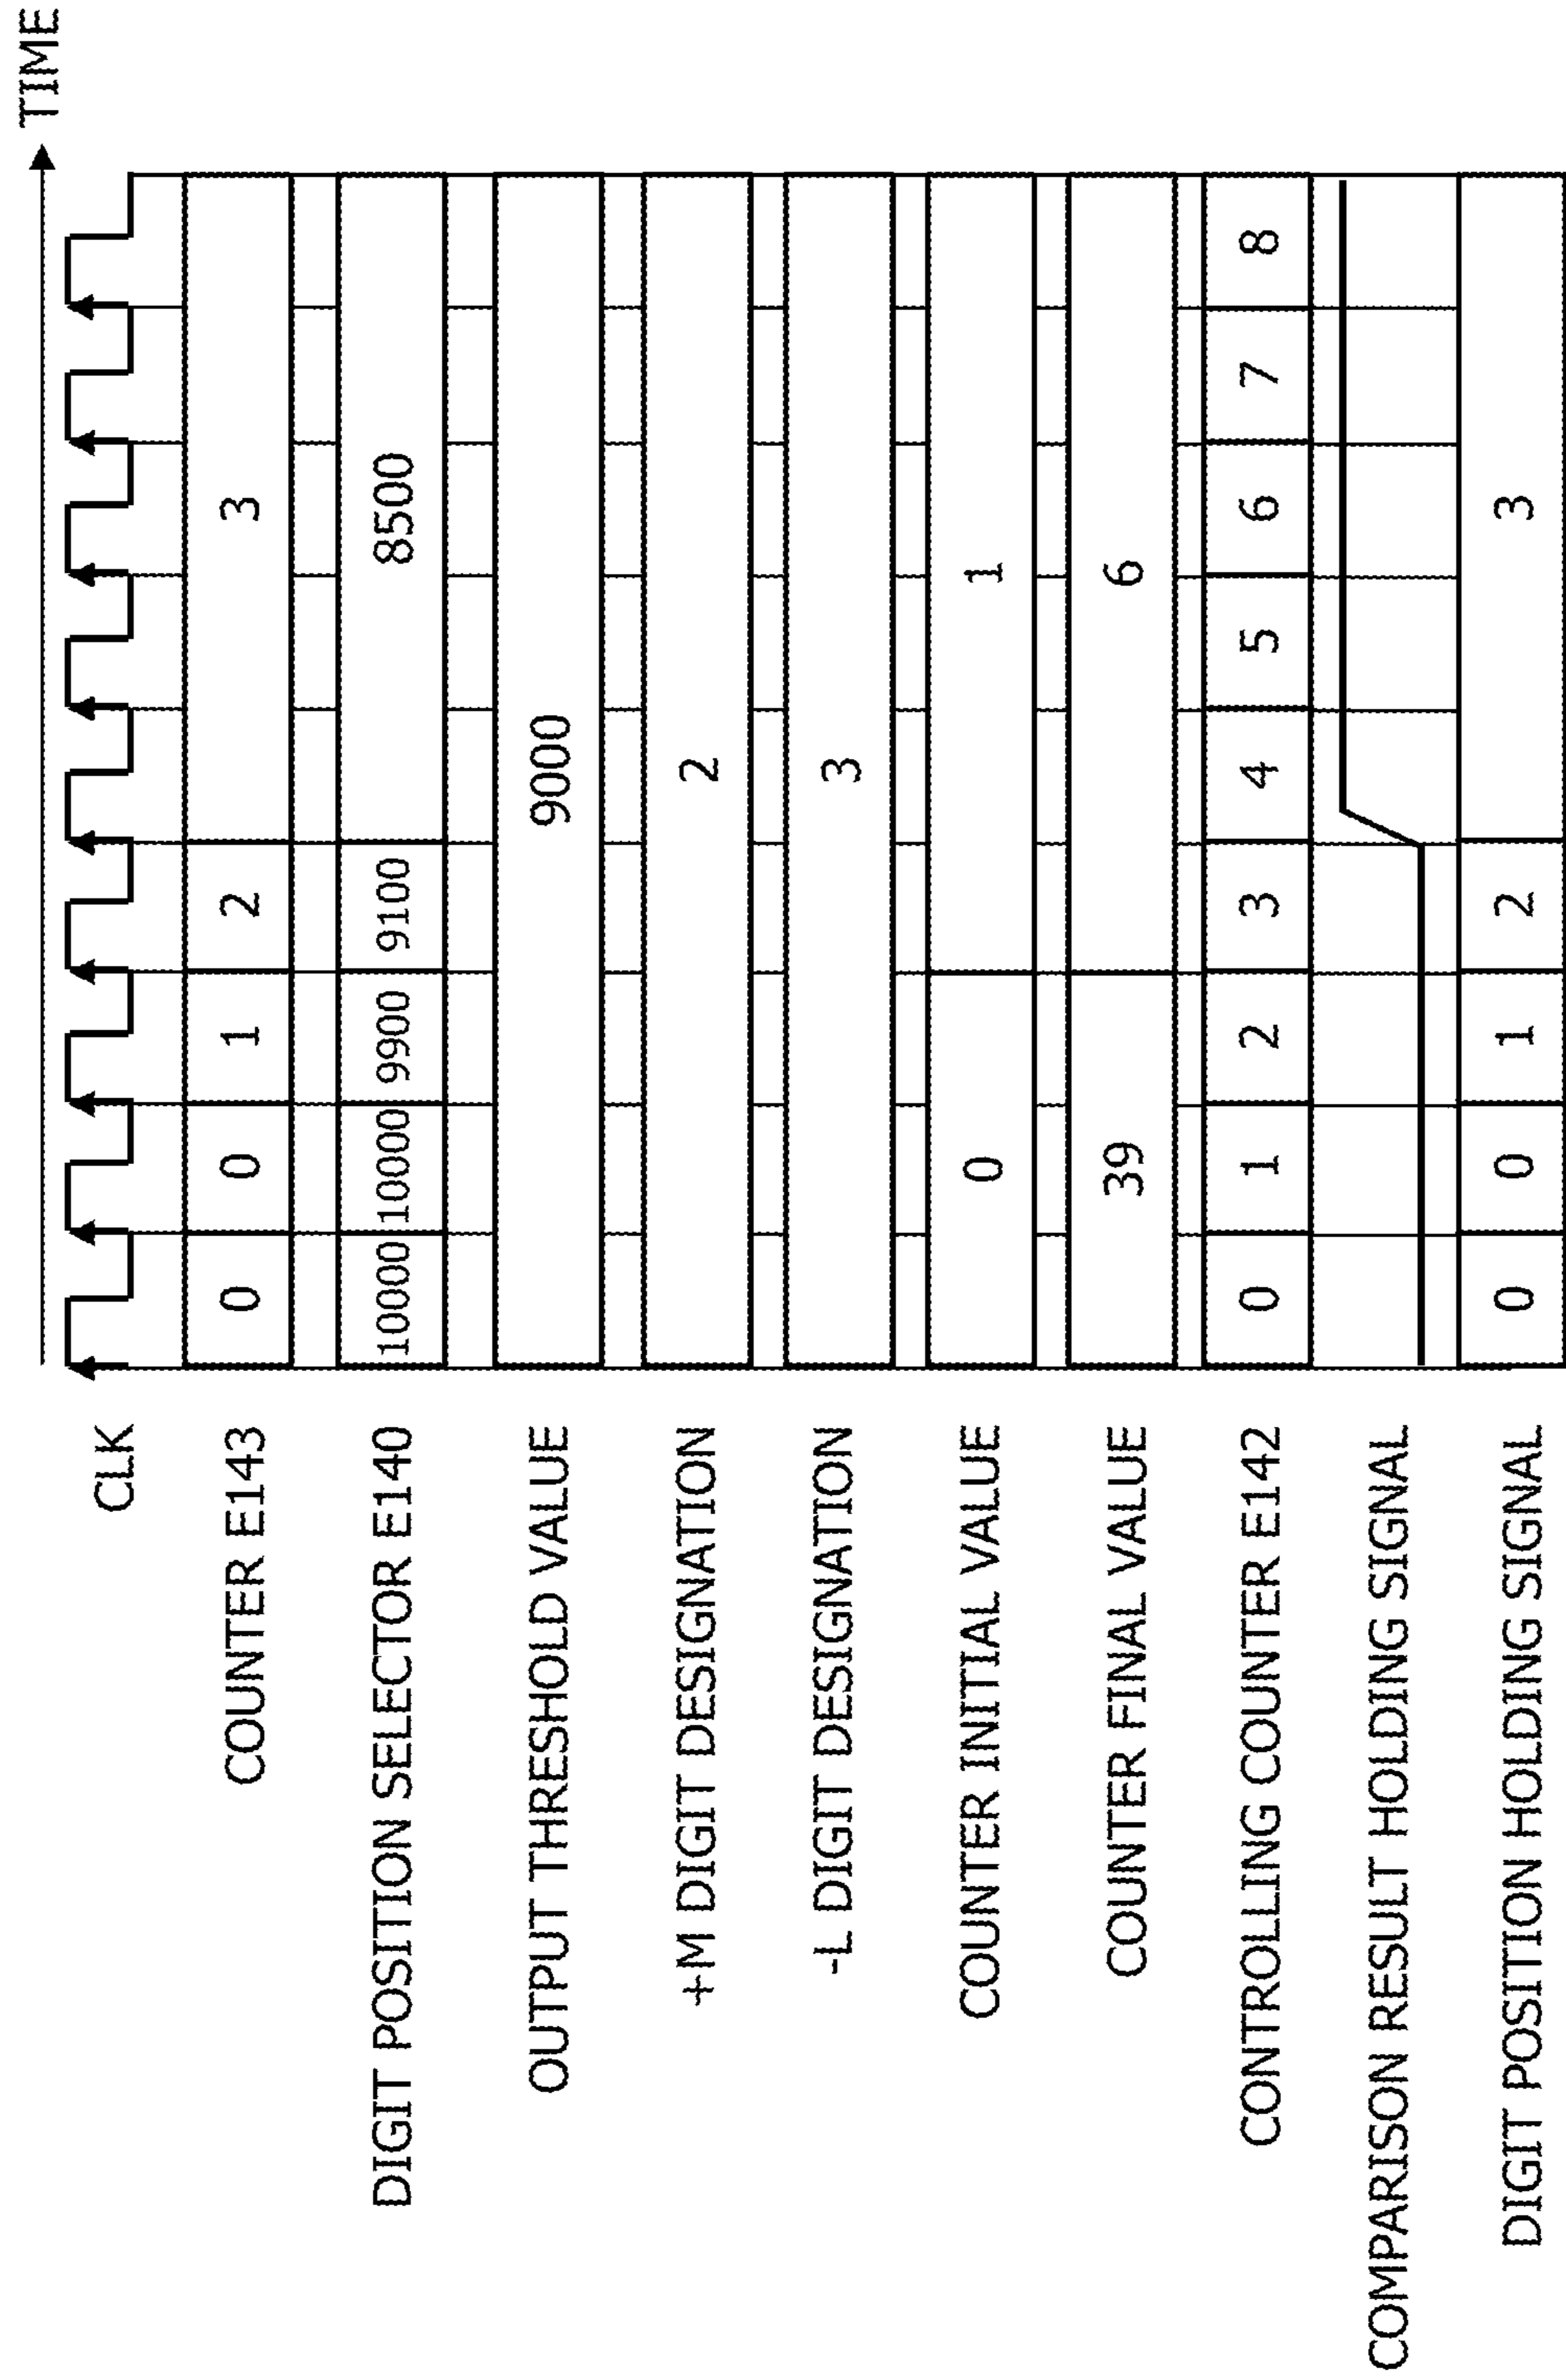 TIME
CLK
COUNTER E143 0 0 1 2 3
DIGIT POSITION SELECTOR E140 10000 10000 9900 9100 8500
OUTPUT THRESHOLD VALUE 9000
+M DIGIT DESIGNATION 2
-L DIGIT DESIGNATION 3
COUNTER INITIAL VALUE 0 1
COUNTER FINAL VALUE 39 6
CONTROLLING COUNTER E142 0 1 2 3 4 5 6 7 8
COMPARISON RESULT HOLDING SIGNAL
DIGIT POSITION HOLDING SIGNAL 0 0 1 2 3